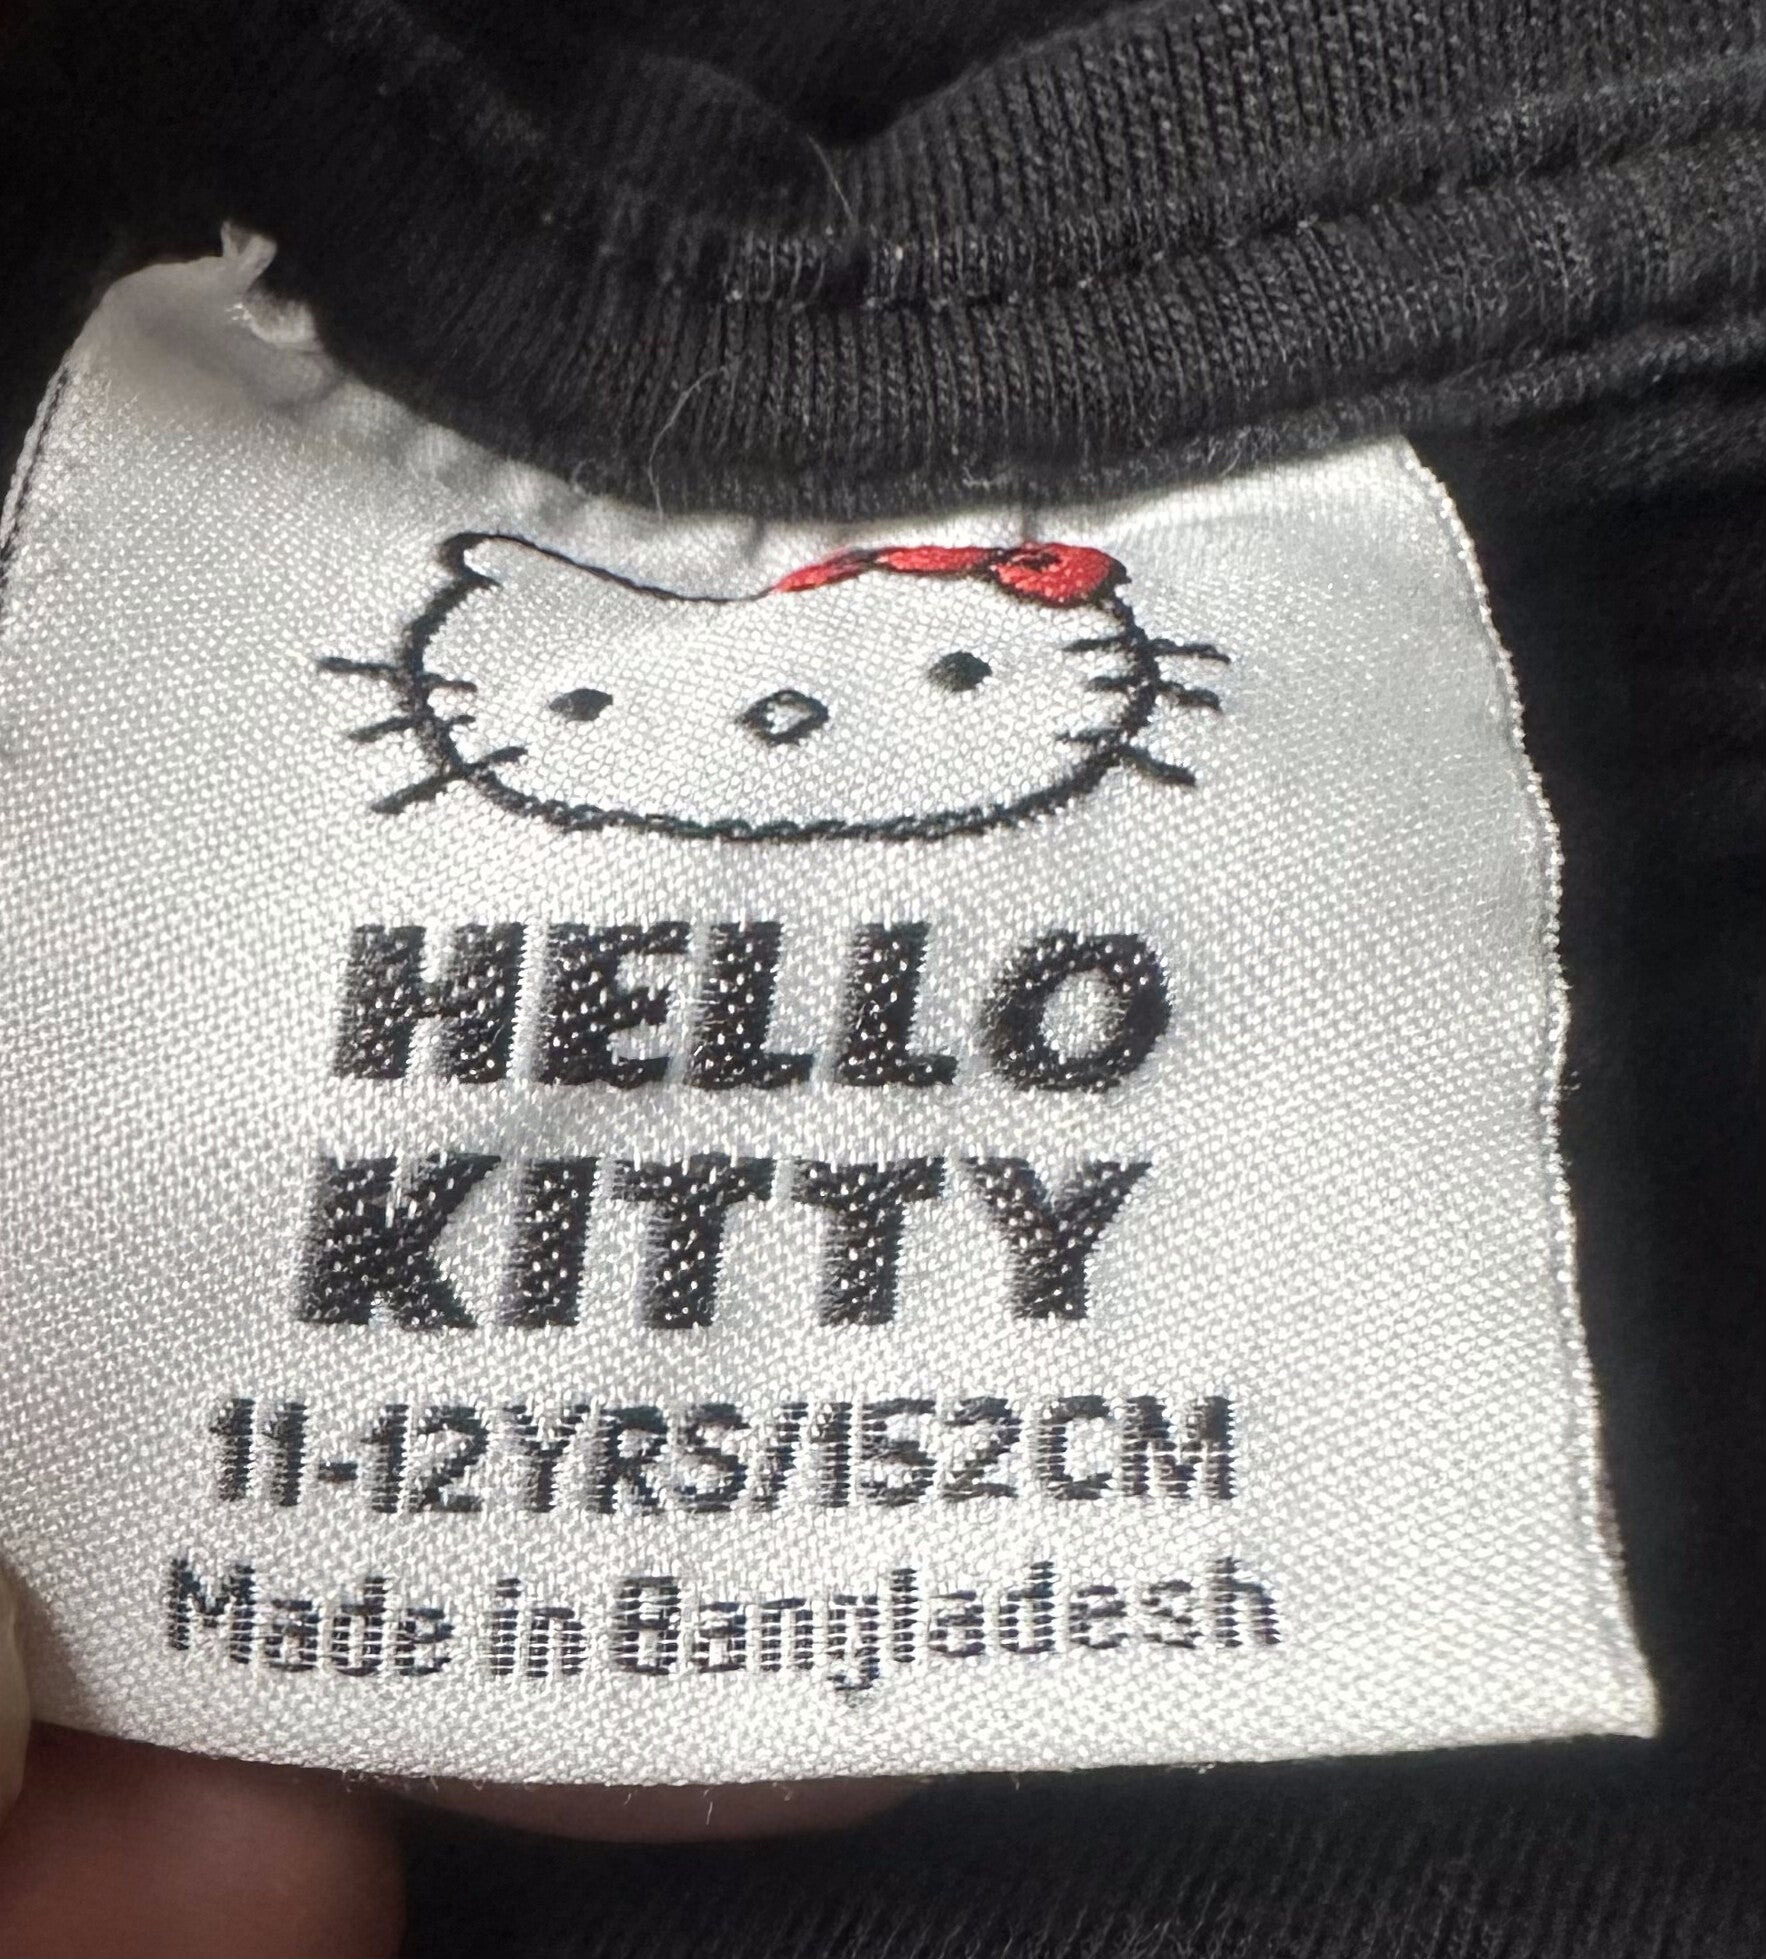 HELLO
KITTY
11-12YRS/152CM
Made in Bangladesh